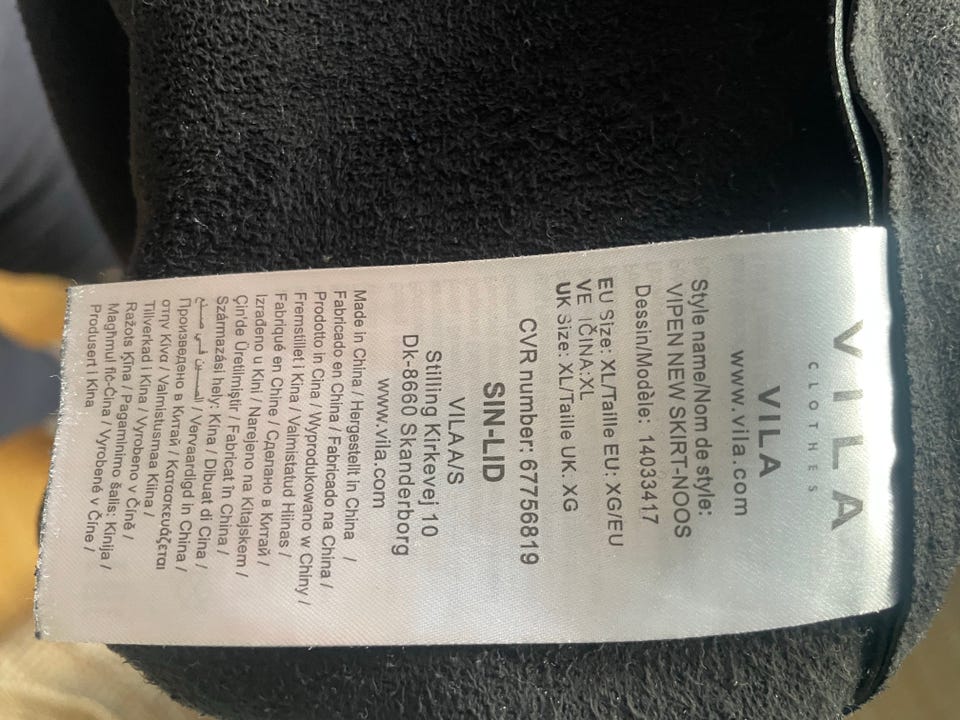 VILA
CLOTHES
VILA
www.vila.com
Style name/Nom de style:
VIPEN NEW SKIRT-NOOS
Dessin/Modèle: 14033417
EU Size: XL/Taille EU: XG/EU
VEĽIČINA:XL
UK Size: XL/Taille UK. XG
CVR number: 67756819
SIN-LID
VILA A/S
Stilling Kirkevej 10
Dk-8660 Skanderborg
www.vila.com
Made in China / Hergestellt in China /
Fabricado en China / Fabricado na China /
Prodotto in Cina / Wyprodukowano w Chiny /
Fremstillet i Kina / Valmistatud Hiinas /
Fabriqué en Chine / Сделано в Китай /
Izrađeno u Kini / Narejeno na Kitajskem /
Çin'de Üretilmiştir / Fabricat în China /
Származási hely: Kína / Dibuat di Cina /
صنع في الصين / Vervaardigd in China /
Произведено в Китай / Κατασκευάζεται
στην Κίνα / Valmistusmaa Kiina /
Tillverkad i Kina / Vyrobeno v Číně /
Ražots Ķīna / Pagaminimo šalis: Kinija /
Magħmul fiċ-Ċina / Vyrobené v Číne /
Produsert i Kina